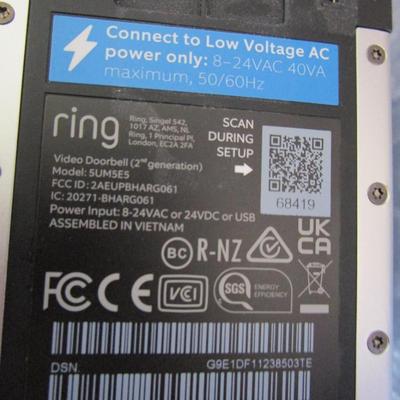 Connect to Low Voltage AC
power only: 8-24VAC 40VA
maximum, 50/60Hz
ring
Ring, Singel 542,
1017 AZ, AMS, NL
Ring, 1 Principal Pl,
London, EC2A 2FA
SCAN
DURING
SETUP
68419
Video Doorbell (2nd generation)
Model: 5UM5E5
FCC ID: 2AEUPBHARG061
IC: 20271-BHARG061
Power Input: 8-24VAC or 24VDC or USB
ASSEMBLED IN VIETNAM
BC R-NZ UK CA
FC CE VCCI SGS ENERGY
EFFICIENCY
DSN: G9E1DF11238503TE